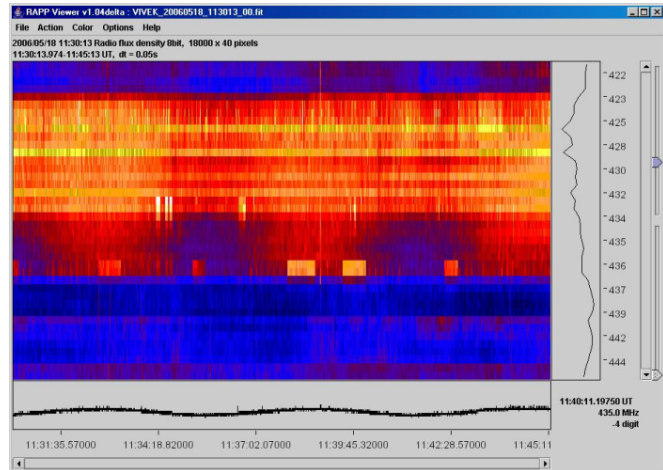 RAPP Viewer v1.04delta : VIVEK_20060518_113013_00.fit
File Action Color Options Help
2006/05/18 11:30:13 Radio flux density 8bit, 18000 x 40 pixels
11:30:13.974-11:45:13 UT, dt = 0.05s
422
423
425
428
430
432
434
435
436
437
439
442
444
11:40:11.19750 UT
435.0 MHz
-4 digit
11:31:35.57000 11:34:18.82000 11:37:02.07000 11:39:45.32000 11:42:28.57000 11:45:11